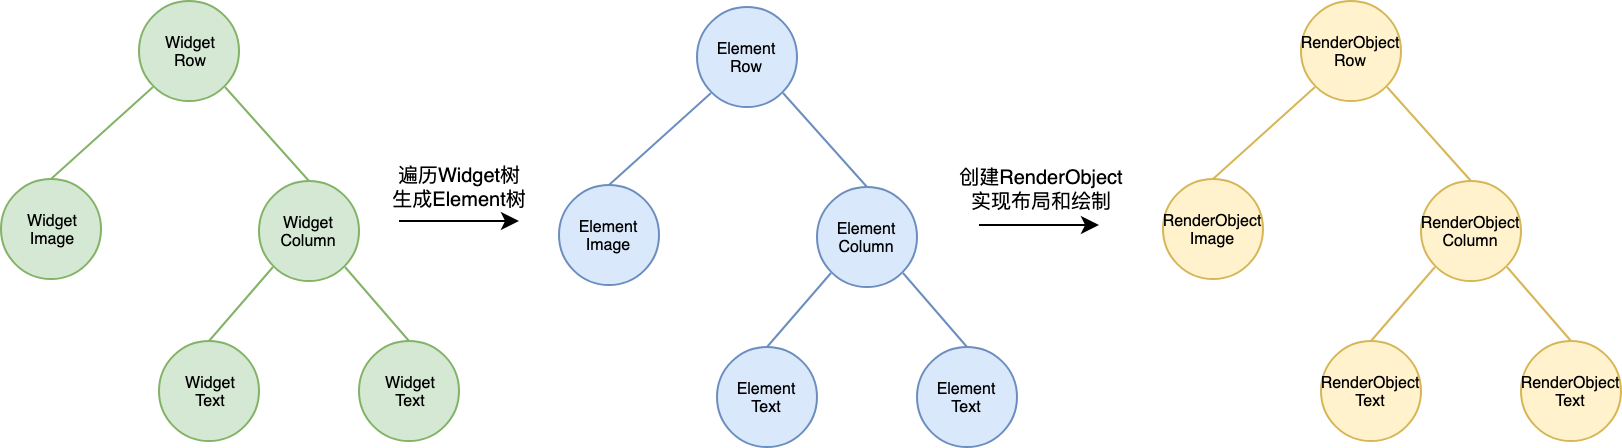 Widget
Row
Widget
Image
Widget
Column
Widget
Text
Widget
Text
遍历Widget树
生成Element树
Element
Row
Element
Image
Element
Column
Element
Text
Element
Text
创建RenderObject
实现布局和绘制
RenderObject
Row
RenderObject
Image
RenderObject
Column
RenderObject
Text
RenderObject
Text